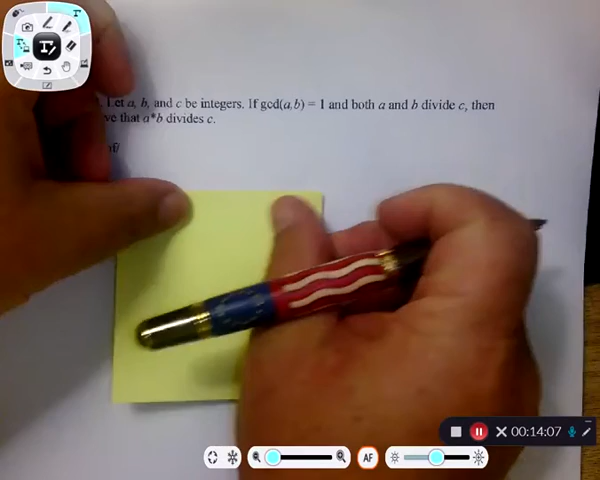 Let a, b, and c be integers. If gcd(a,b) = 1 and both a and b divide c, then
ve that a*b divides c.
of/
AF
00:14:07